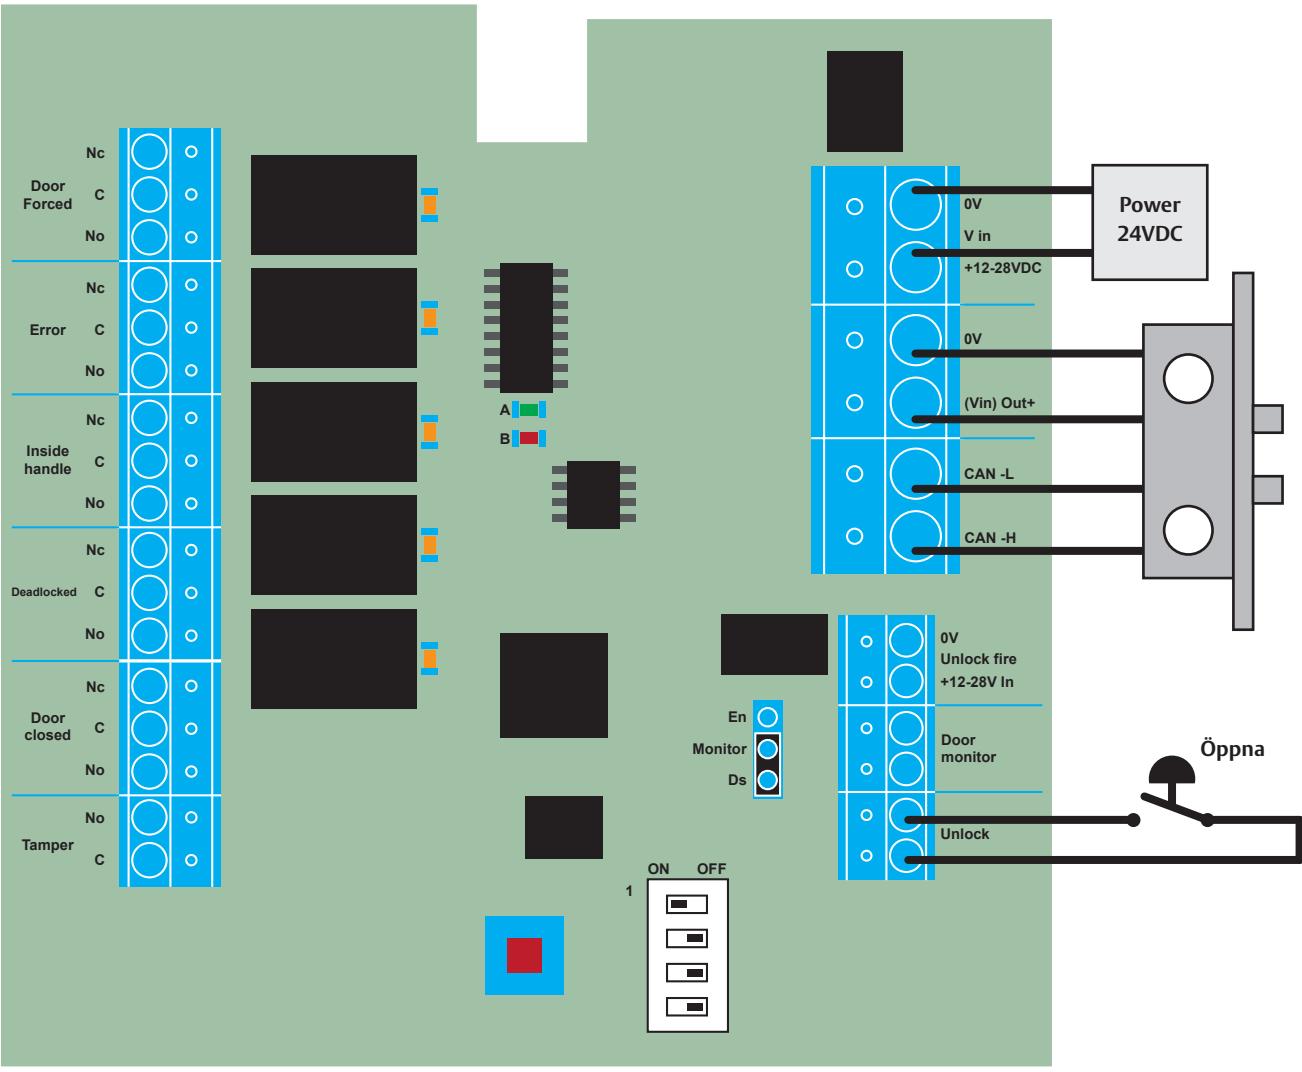 Nc
Door
Forced
C
No
Nc
Error
C
No
Nc
Inside
handle
C
No
Nc
Deadlocked
C
No
Nc
Door
closed
C
No
No
Tamper
C
A
B
0V
V in
+12-28VDC
Power
24VDC
0V
(Vin) Out+
CAN -L
CAN -H
0V
Unlock fire
+12-28V In
En
Monitor
Ds
Door
monitor
Öppna
Unlock
ON OFF
1